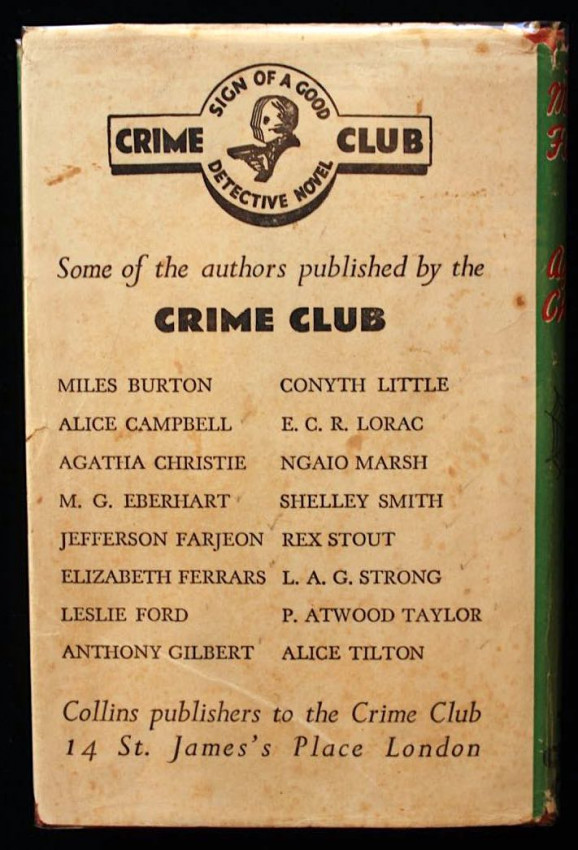 SIGN OF A GOOD
CRIME CLUB
DETECTIVE NOVEL
Some of the authors published by the
CRIME CLUB
MILES BURTON
ALICE CAMPBELL
AGATHA CHRISTIE
M. G. EBERHART
JEFFERSON FARJEON
ELIZABETH FERRARS
LESLIE FORD
ANTHONY GILBERT
CONYTH LITTLE
E. C. R. LORAC
NGAIO MARSH
SHELLEY SMITH
REX STOUT
L. A. G. STRONG
P. ATWOOD TAYLOR
ALICE TILTON
Collins publishers to the Crime Club
14 St. James's Place London